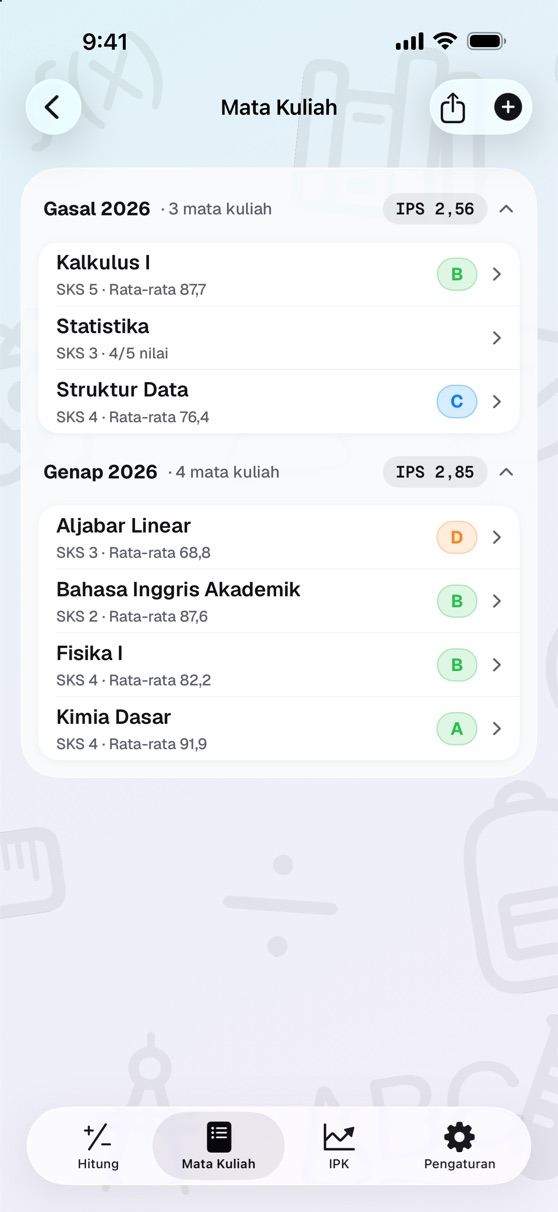 9:41
Mata Kuliah
Gasal 2026 · 3 mata kuliah IPS 2,56
Kalkulus I
SKS 5 · Rata-rata 87,7
B
Statistika
SKS 3 · 4/5 nilai
Struktur Data
SKS 4 · Rata-rata 76,4
C
Genap 2026 · 4 mata kuliah IPS 2,85
Aljabar Linear
SKS 3 · Rata-rata 68,8
D
Bahasa Inggris Akademik
SKS 2 · Rata-rata 87,6
B
Fisika I
SKS 4 · Rata-rata 82,2
B
Kimia Dasar
SKS 4 · Rata-rata 91,9
A
f(x)
ABC
Hitung
Mata Kuliah
IPK
Pengaturan